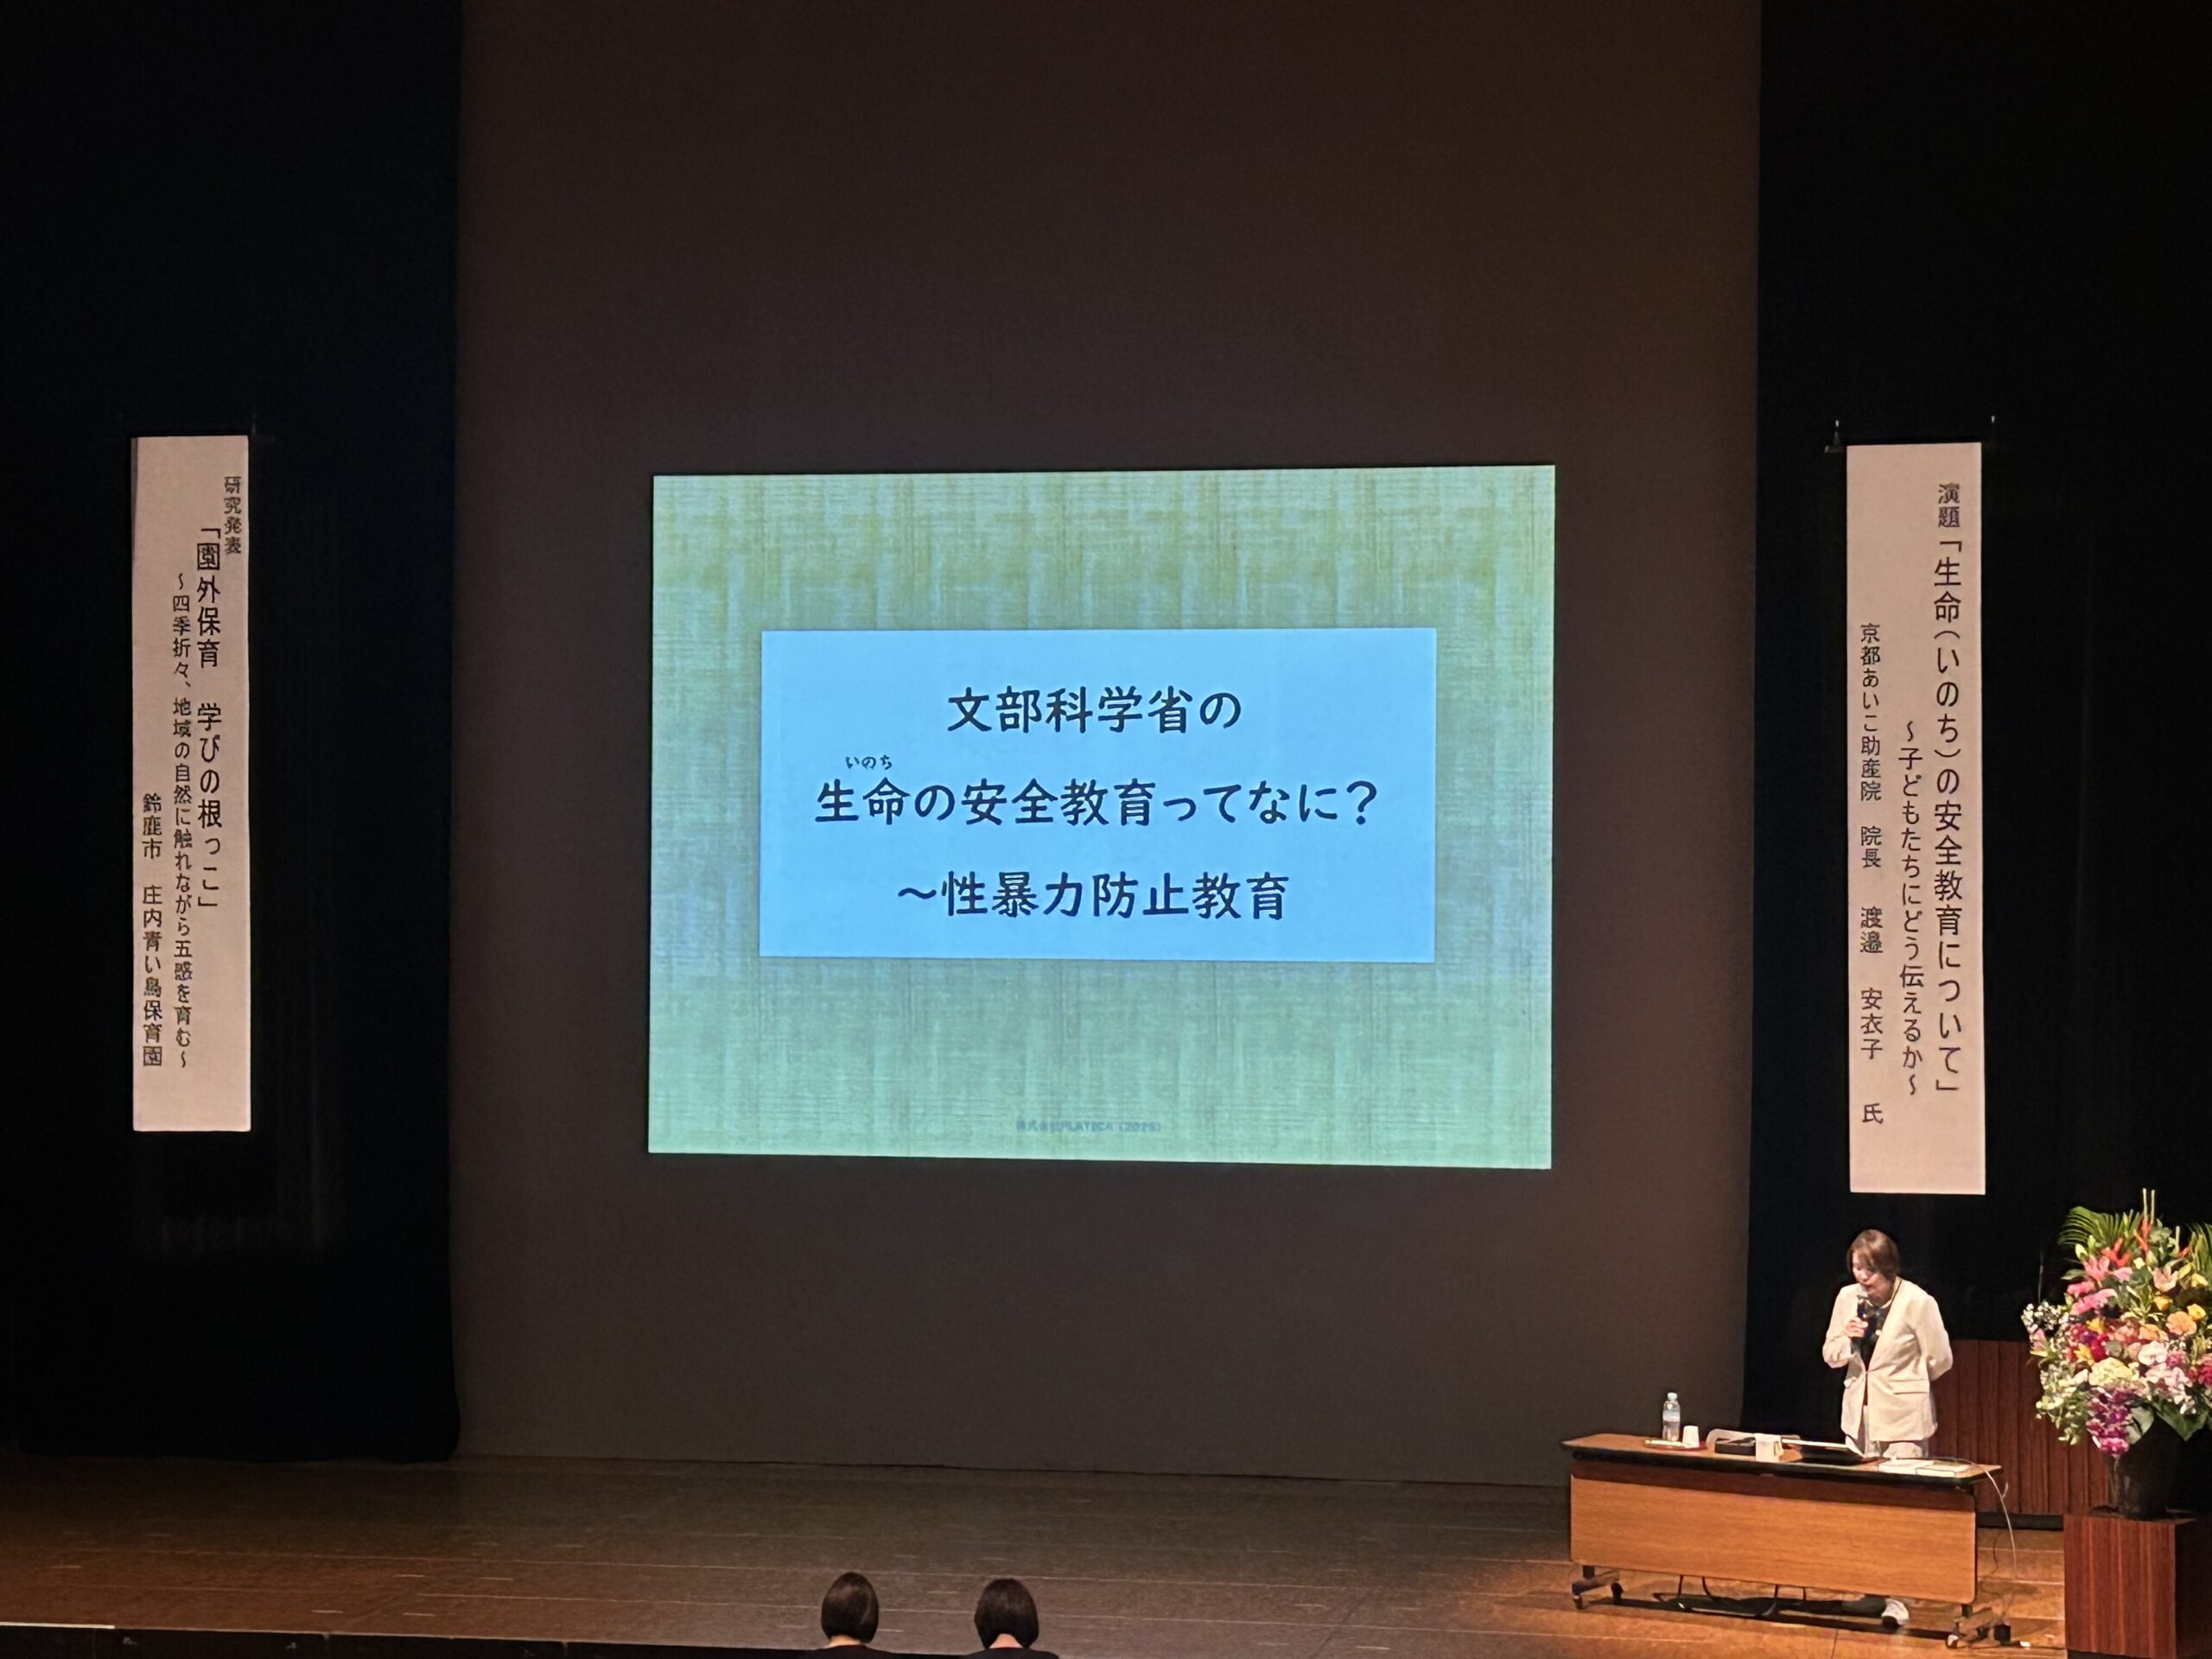 研究発表
「園外保育　学びの根っこ」
～四季折々、地域の自然に触れながら五感を育む～
鈴鹿市　庄内青い鳥保育園
文部科学省の
いのち
生命の安全教育ってなに？
～性暴力防止教育
演題「生命（いのち）の安全教育について」
～子どもたちにどう伝えるか～
京都あいこ助産院　院長　渡邉　安衣子　氏